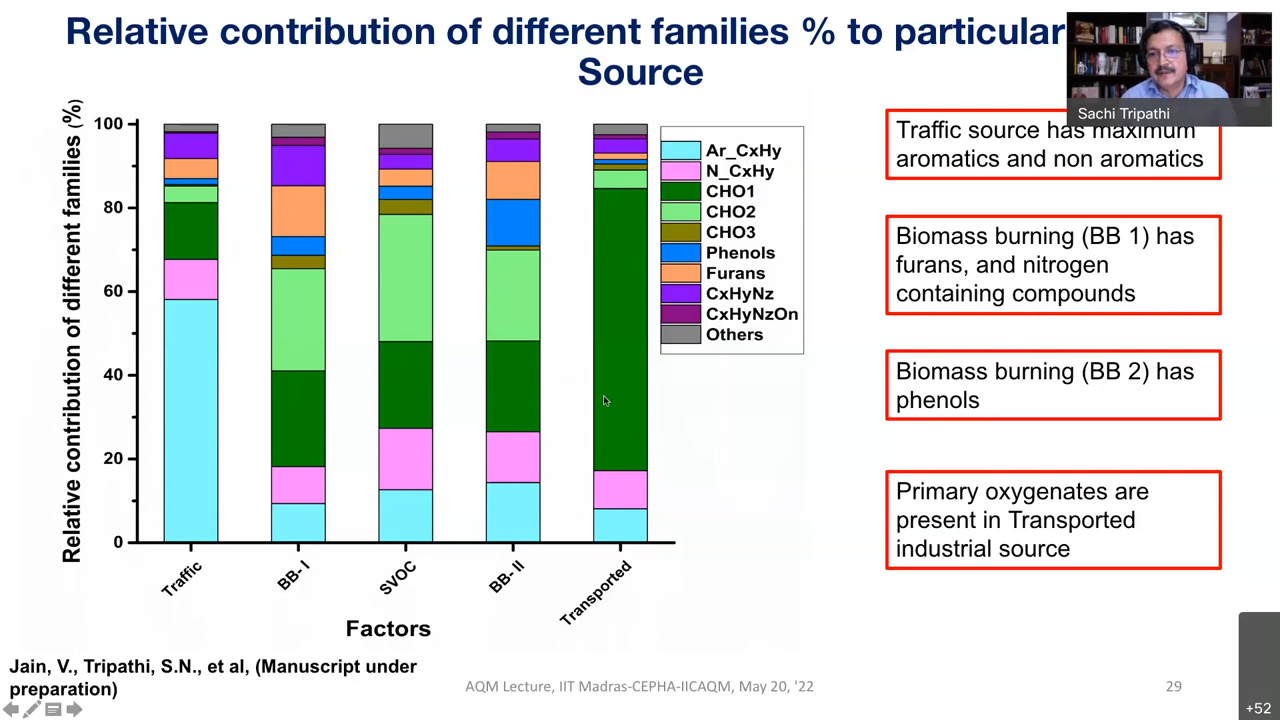 Relative contribution of different families % to particular
Source
Sachi Tripathi
Relative contribution of different families (%)
100
80
60
40
20
0
Traffic
BB- I
SVOC
BB- II
Transported
Factors
Ar_CxHy
N_CxHy
CHO1
CHO2
CHO3
Phenols
Furans
CxHyNz
CxHyNzOn
Others
Traffic source has maximum
aromatics and non aromatics
Biomass burning (BB 1) has
furans, and nitrogen
containing compounds
Biomass burning (BB 2) has
phenols
Primary oxygenates are
present in Transported
industrial source
Jain, V., Tripathi, S.N., et al, (Manuscript under
preparation)
AQM Lecture, IIT Madras-CEPHA-IICAQM, May 20, '22
29
+52